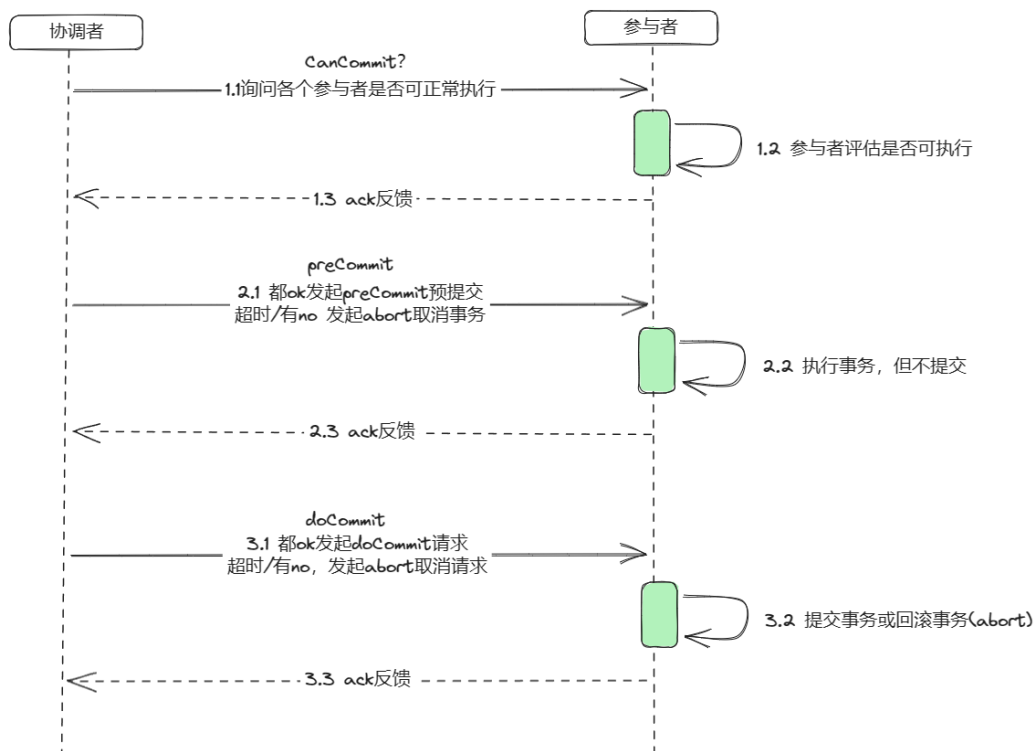 协调者
参与者
CanCommit?
1.1询问各个参与者是否可正常执行
1.2 参与者评估是否可执行
1.3 ack反馈
preCommit
2.1 都ok发起preCommit预提交
超时/有no 发起abort取消事务
2.2 执行事务，但不提交
2.3 ack反馈
doCommit
3.1 都ok发起doCommit请求
超时/有no，发起abort取消请求
3.2 提交事务或回滚事务(abort)
3.3 ack反馈